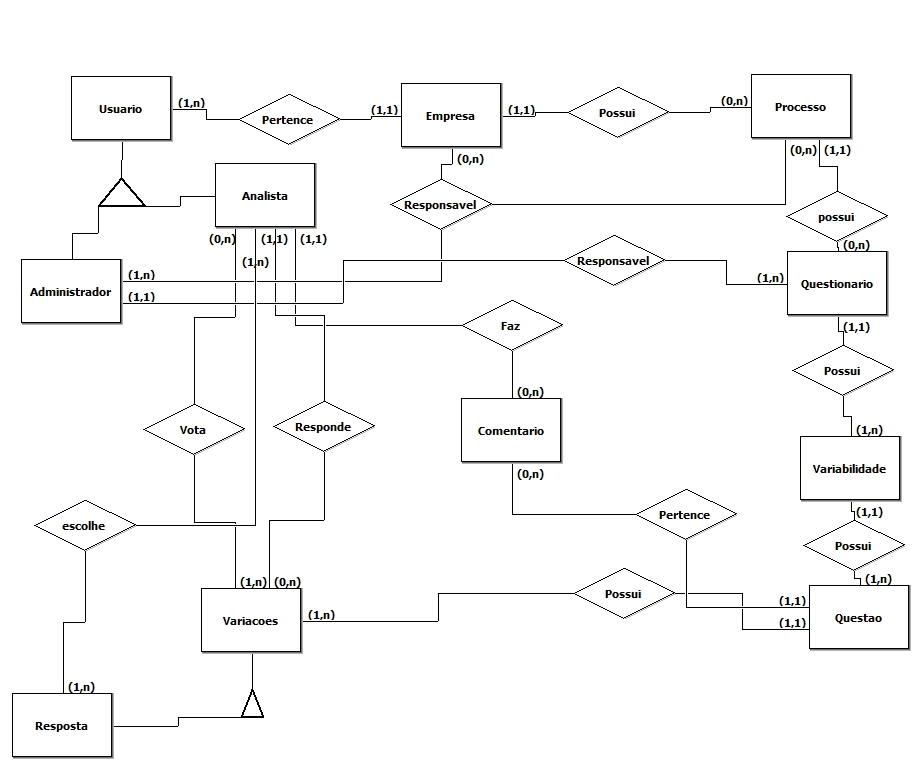 Usuario
(1,n)
Pertence
(1,1)
Empresa
(1,1)
Possui
(0,n)
Processo
(0,n)
(0,n)
(1,1)
Analista
Responsavel
possui
(0,n)
(0,n)
(1,1)
(1,1)
(1,n)
Administrador
(1,n)
(1,1)
Responsavel
(1,n)
Questionario
(1,1)
Faz
Possui
(0,n)
Vota
Responde
Comentario
(1,n)
(0,n)
Variabilidade
escolhe
Pertence
(1,1)
Possui
(1,n)
(0,n)
(1,n)
Variacoes
(1,n)
Possui
(1,1)
(1,1)
Questao
(1,n)
Resposta